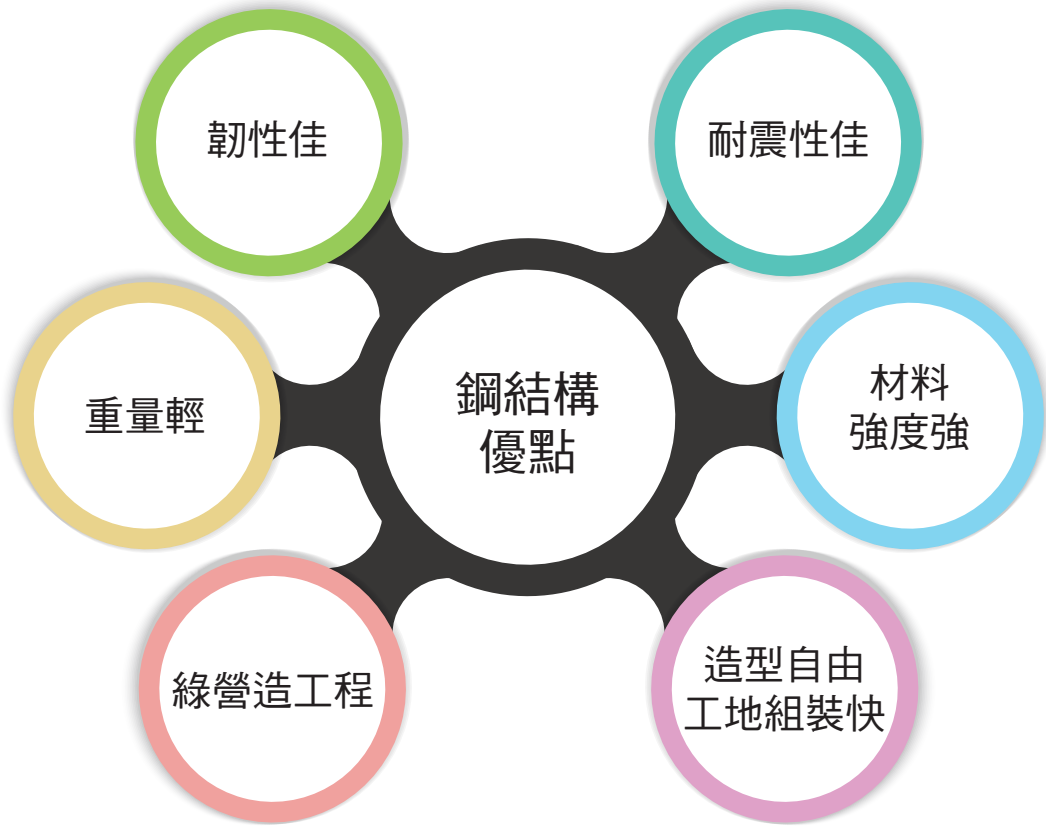 韌性佳
耐震性佳
重量輕
鋼結構
優點
材料
強度強
綠營造工程
造型自由
工地組裝快